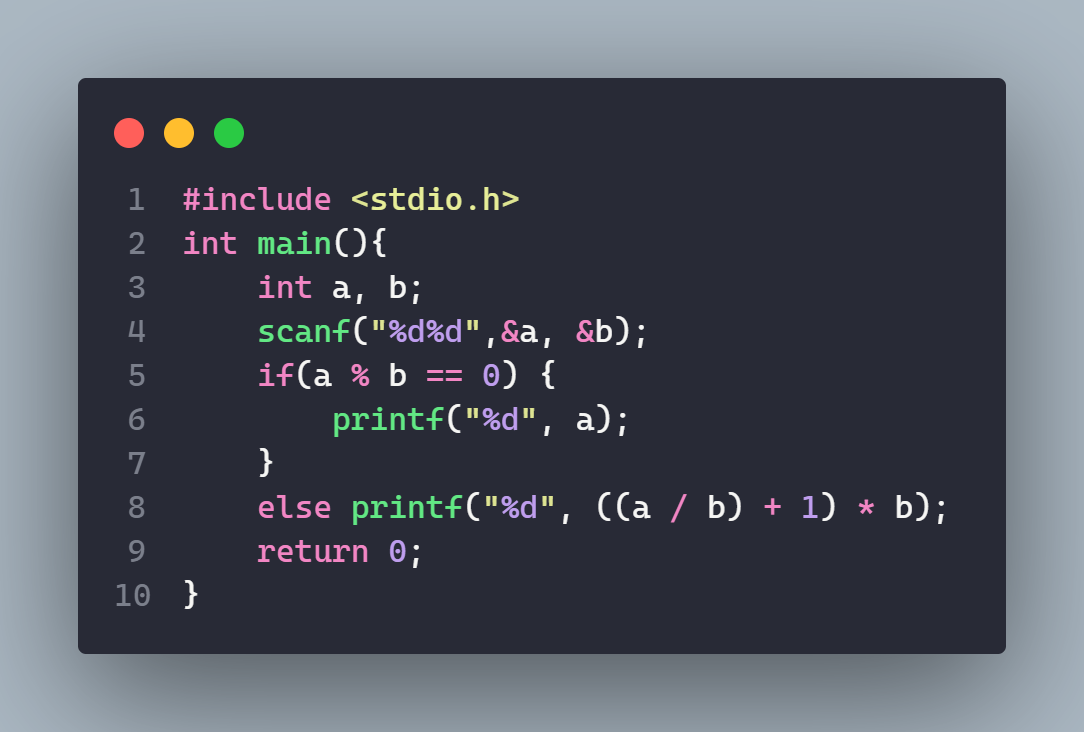 1 #include <stdio.h>
2 int main(){
3     int a, b;
4     scanf("%d%d",&a, &b);
5     if(a % b == 0) {
6         printf("%d", a);
7     }
8     else printf("%d", ((a / b) + 1) * b);
9     return 0;
10 }